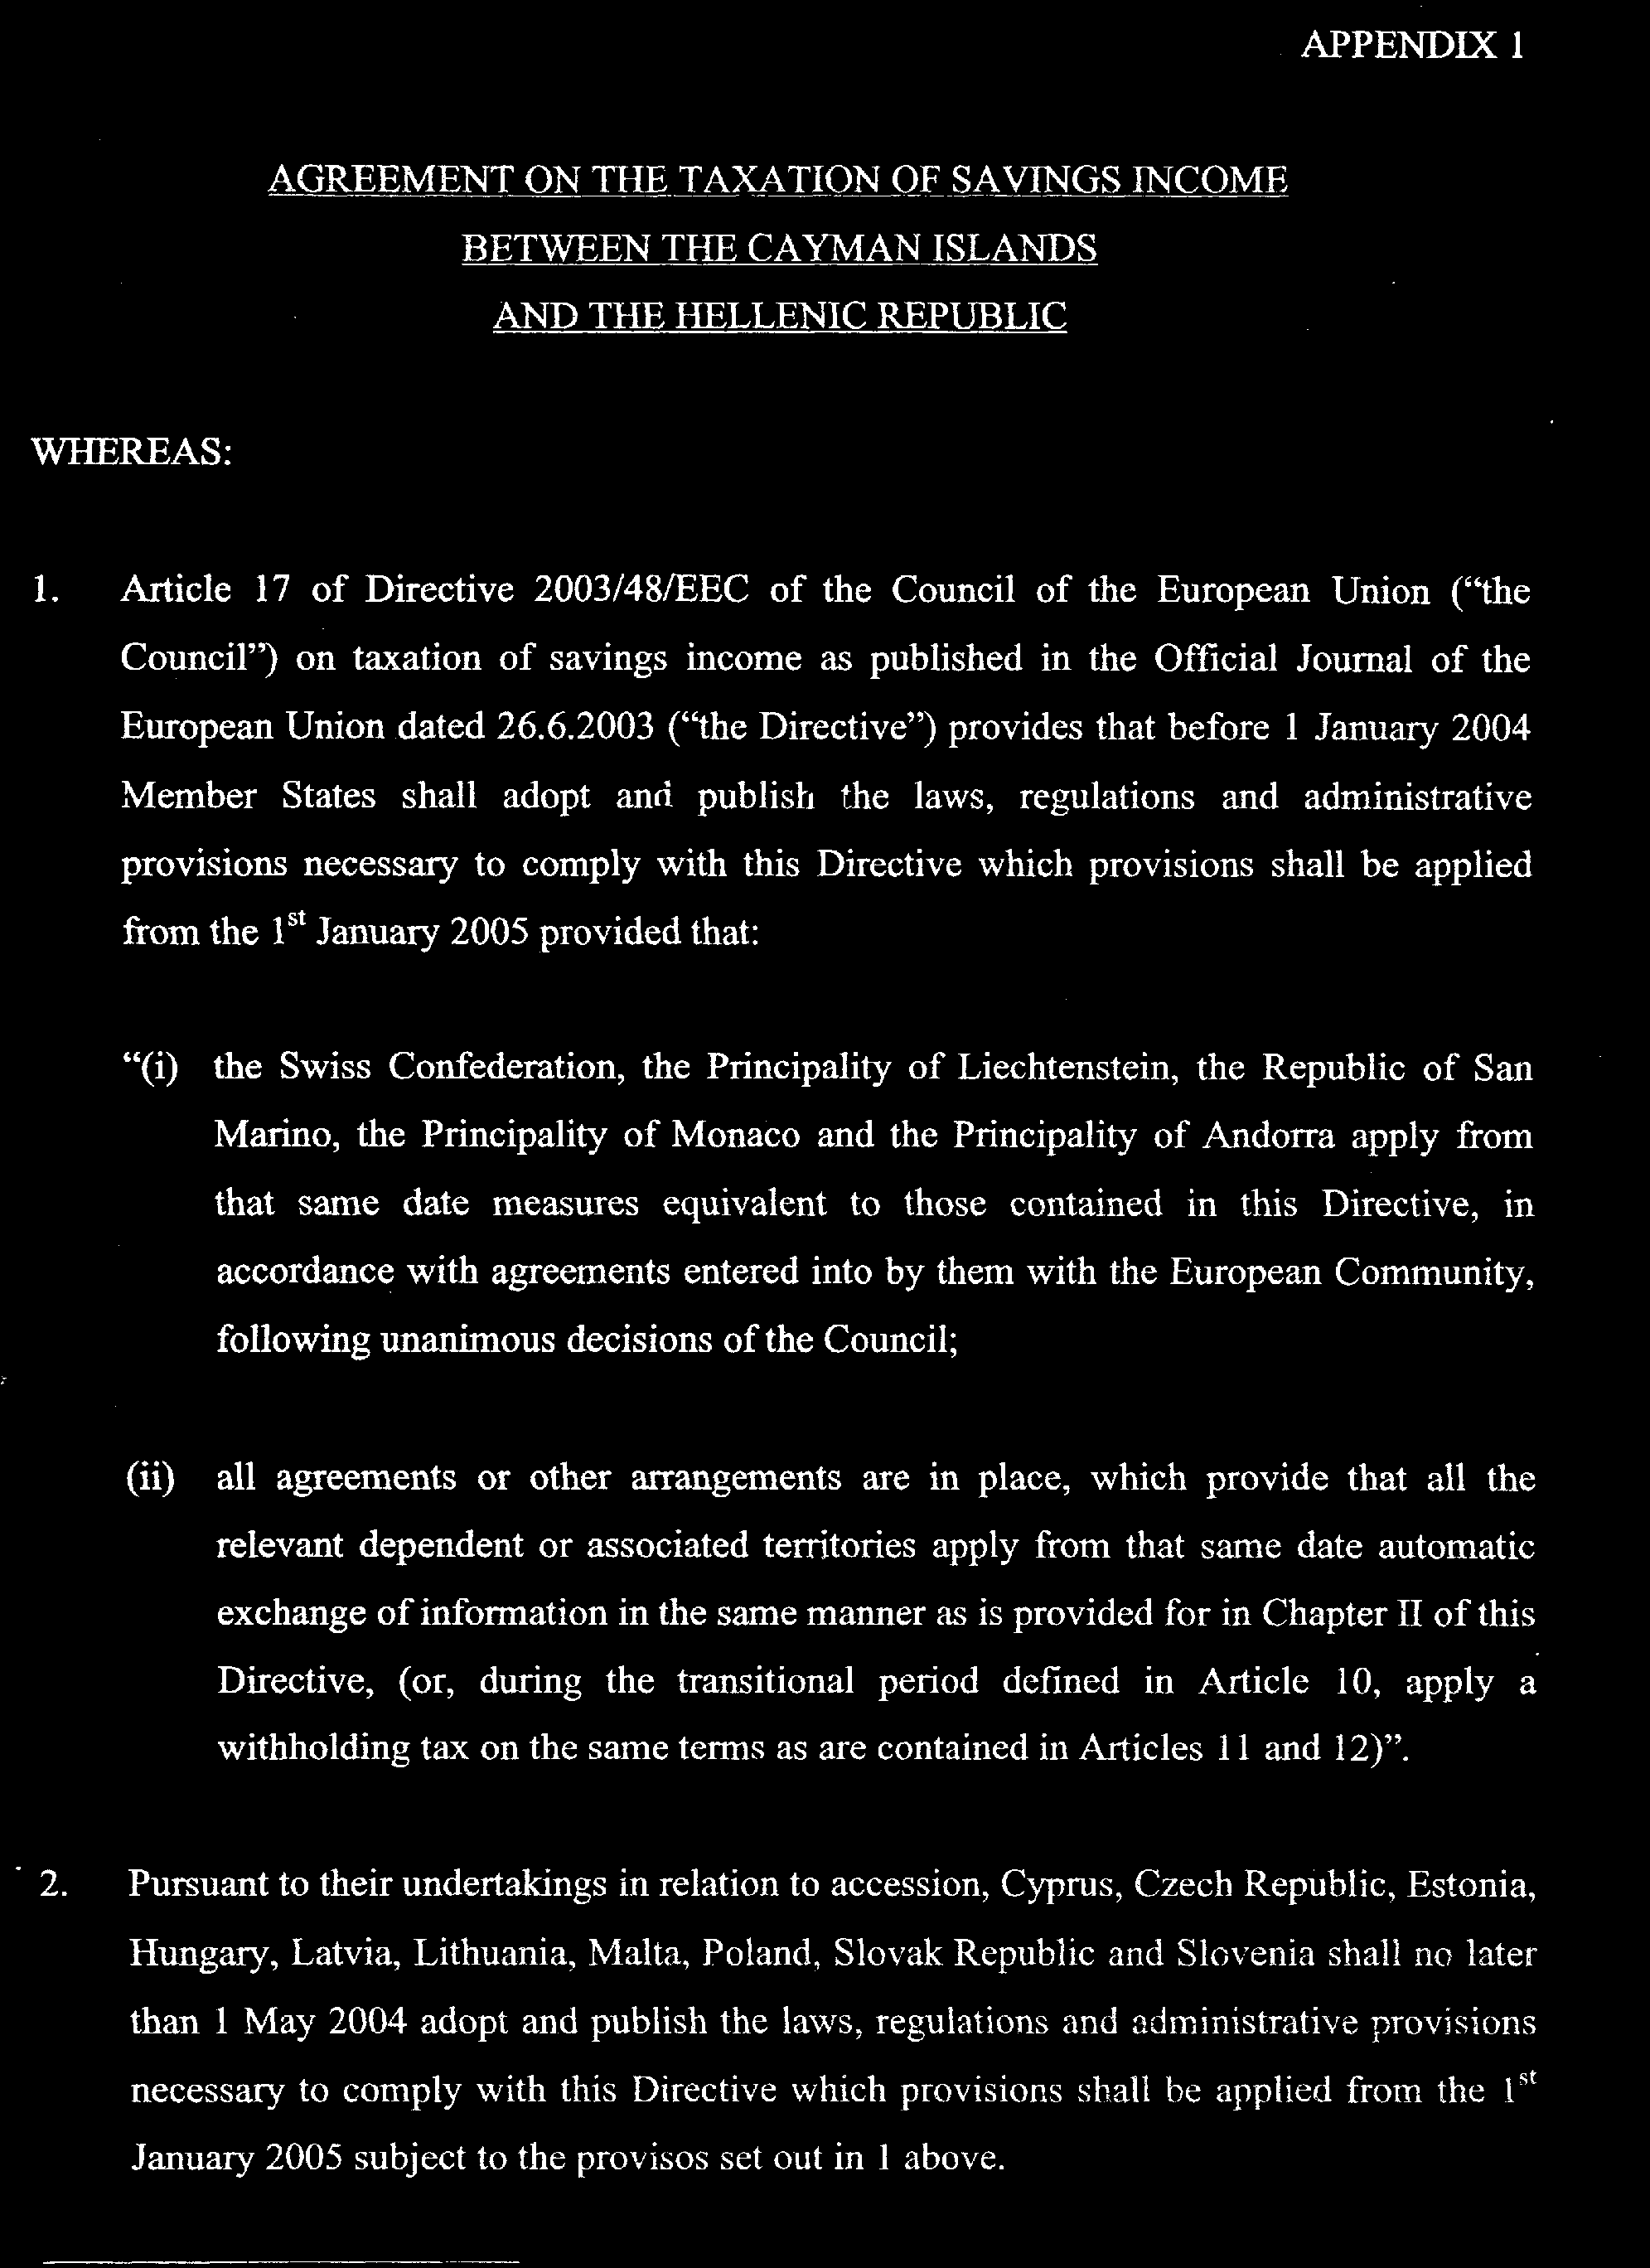 APPENDIX 1
AGREEMENT ON THE TAXATION OF SAVINGS INCOME
BETWEEN THE CAYMAN ISLANDS
AND THE HELLENIC REPUBLIC
WHEREAS:
1. Article 17 of Directive 2003/48/EEC of the Council of the European Union (“the
Council”) on taxation of savings income as published in the Official Journal of the
European Union dated 26.6.2003 (“the Directive”) provides that before 1 January 2004
Member States shall adopt and publish the laws, regulations and administrative
provisions necessary to comply with this Directive which provisions shall be applied
from the 1st January 2005 provided that:
“(i) the Swiss Confederation, the Principality of Liechtenstein, the Republic of San
Marino, the Principality of Monaco and the Principality of Andorra apply from
that same date measures equivalent to those contained in this Directive, in
accordance with agreements entered into by them with the European Community,
following unanimous decisions of the Council;
(ii) all agreements or other arrangements are in place, which provide that all the
relevant dependent or associated territories apply from that same date automatic
exchange of information in the same manner as is provided for in Chapter II of this
Directive, (or, during the transitional period defined in Article 10, apply a
withholding tax on the same terms as are contained in Articles 11 and 12)”.
2. Pursuant to their undertakings in relation to accession, Cyprus, Czech Republic, Estonia,
Hungary, Latvia, Lithuania, Malta, Poland, Slovak Republic and Slovenia shall no later
than 1 May 2004 adopt and publish the laws, regulations and administrative provisions
necessary to comply with this Directive which provisions shall be applied from the 1st
January 2005 subject to the provisos set out in 1 above.